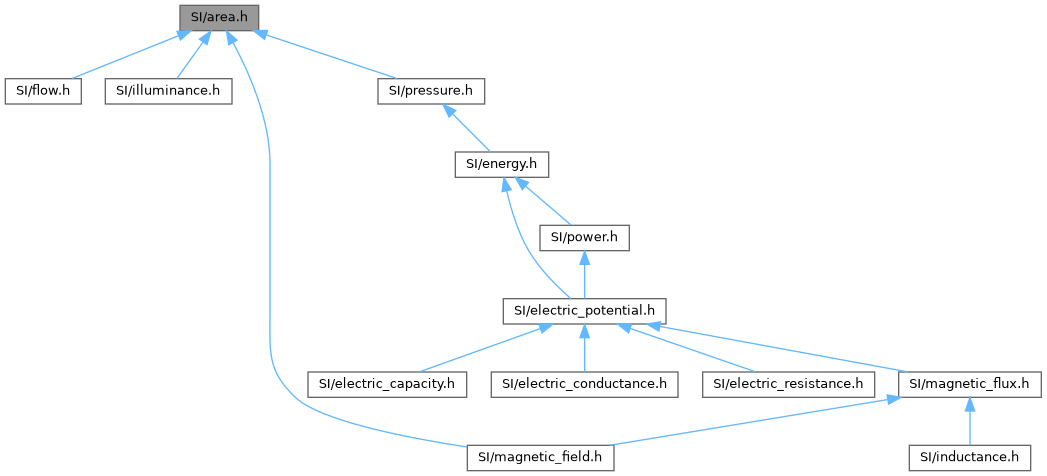 SI/area.h
SI/flow.h
SI/illuminance.h
SI/pressure.h
SI/energy.h
SI/power.h
SI/electric_potential.h
SI/electric_capacity.h
SI/electric_conductance.h
SI/electric_resistance.h
SI/magnetic_flux.h
SI/magnetic_field.h
SI/inductance.h